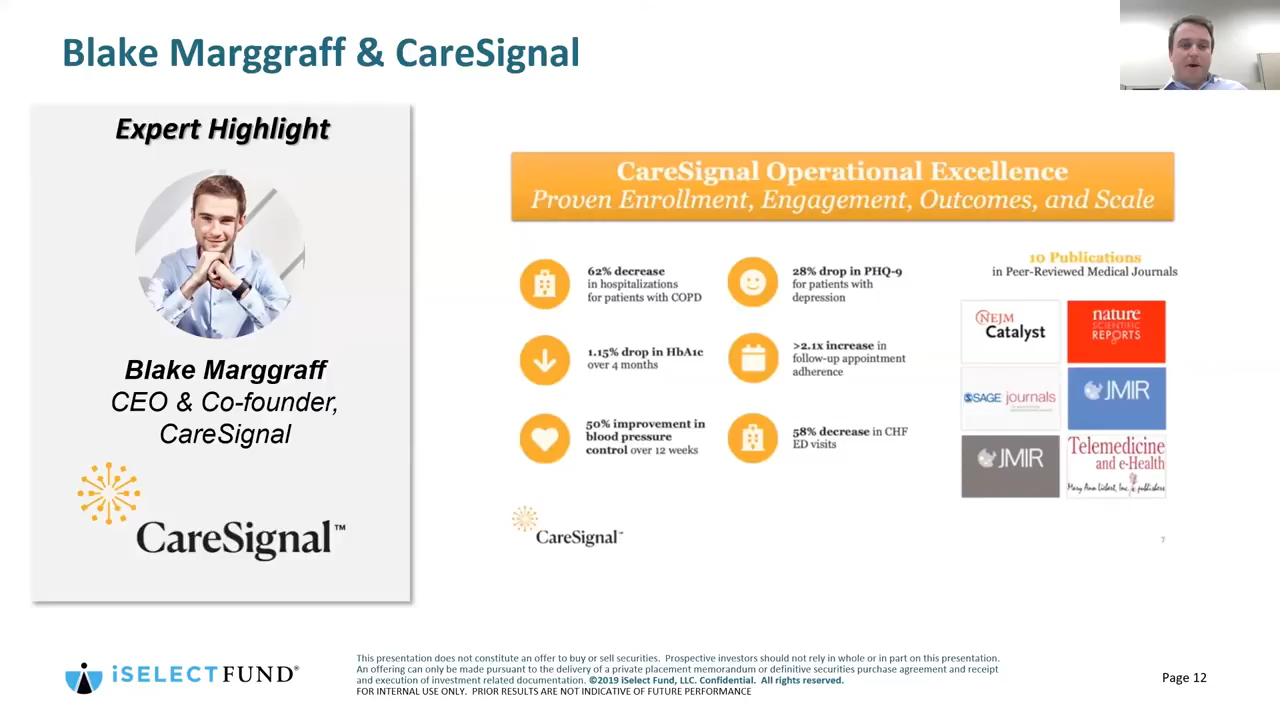 Blake Marggraff & CareSignal
Expert Highlight
Blake Marggraff
CEO & Co-founder,
CareSignal
CareSignal™
CareSignal Operational Excellence
Proven Enrollment, Engagement, Outcomes, and Scale
62% decrease
in hospitalizations
for patients with COPD
28% drop in PHQ-9
for patients with
depression
1.15% drop in HbA1c
over 4 months
>2.1x increase in
follow-up appointment
adherence
50% improvement in
blood pressure
control over 12 weeks
58% decrease in CHF
ED visits
10 Publications
in Peer-Reviewed Medical Journals
NEJM
Catalyst
nature
SCIENTIFIC
REPORTS
SAGE journals
JMIR
JMIR
Telemedicine
and e-Health
Mary Ann Liebert, Inc. publishers
CareSignal™
7
iSELECTFUND®
This presentation does not constitute an offer to buy or sell securities. Prospective investors should not rely in whole or in part on this presentation.
An offering can only be made pursuant to the delivery of a private placement memorandum or definitive securities purchase agreement and receipt
and execution of investment related documentation. ©2019 iSelect Fund, LLC. Confidential. All rights reserved.
FOR INTERNAL USE ONLY. PRIOR RESULTS ARE NOT INDICATIVE OF FUTURE PERFORMANCE
Page 12